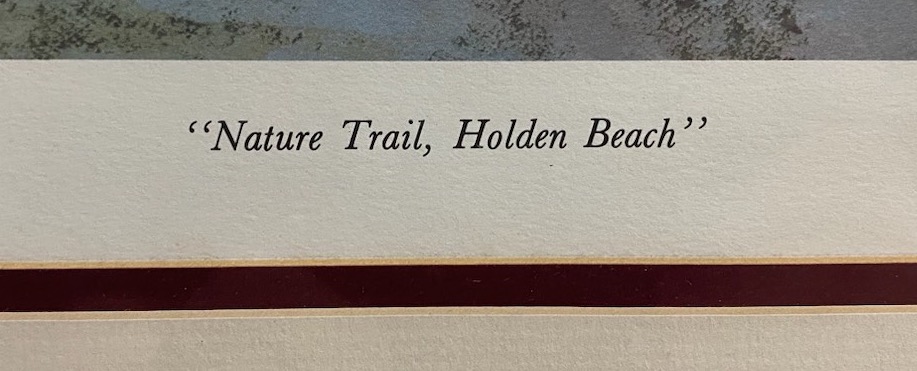 ‘‘Nature Trail, Holden Beach’’